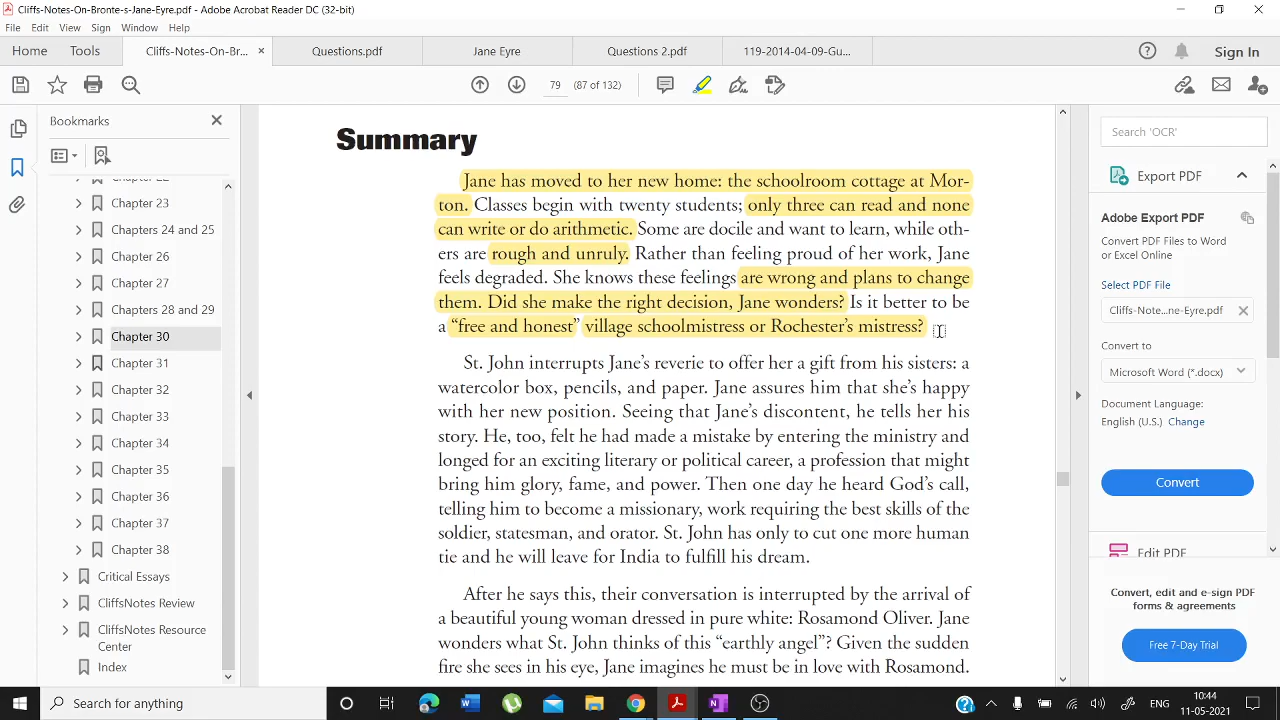 Cliffs-Notes-On-Bronte-s-Jane-Eyre.pdf - Adobe Acrobat Reader DC (32-bit)
File Edit View Sign Window Help
Home Tools Cliffs-Notes-On-Br... × Questions.pdf Jane Eyre Questions 2.pdf 119-2014-04-09-Gu... Sign In
79 (87 of 132)
Bookmarks
Chapter 22
Chapter 23
Chapters 24 and 25
Chapter 26
Chapter 27
Chapters 28 and 29
Chapter 30
Chapter 31
Chapter 32
Chapter 33
Chapter 34
Chapter 35
Chapter 36
Chapter 37
Chapter 38
Critical Essays
CliffsNotes Review
CliffsNotes Resource
Center
Index
Summary
Jane has moved to her new home: the schoolroom cottage at Mor-
ton. Classes begin with twenty students; only three can read and none
can write or do arithmetic. Some are docile and want to learn, while oth-
ers are rough and unruly. Rather than feeling proud of her work, Jane
feels degraded. She knows these feelings are wrong and plans to change
them. Did she make the right decision, Jane wonders? Is it better to be
a “free and honest” village schoolmistress or Rochester’s mistress?
St. John interrupts Jane’s reverie to offer her a gift from his sisters: a
watercolor box, pencils, and paper. Jane assures him that she’s happy
with her new position. Seeing that Jane’s discontent, he tells her his
story. He, too, felt he had made a mistake by entering the ministry and
longed for an exciting literary or political career, a profession that might
bring him glory, fame, and power. Then one day he heard God’s call,
telling him to become a missionary, work requiring the best skills of the
soldier, statesman, and orator. St. John has only to cut one more human
tie and he will leave for India to fulfill his dream.
After he says this, their conversation is interrupted by the arrival of
a beautiful young woman dressed in pure white: Rosamond Oliver. Jane
wonders what St. John thinks of this “earthly angel”? Given the sudden
fire she sees in his eye, Jane imagines he must be in love with Rosamond.
Search 'OCR'
Export PDF
Adobe Export PDF
Convert PDF Files to Word
or Excel Online
Select PDF File
Cliffs-Note...ne-Eyre.pdf
Convert to
Microsoft Word (*.docx)
Document Language:
English (U.S.) Change
Convert
Edit PDF
Convert, edit and e-sign PDF
forms & agreements
Free 7-Day Trial
Search for anything
ENG
10:44
11-05-2021